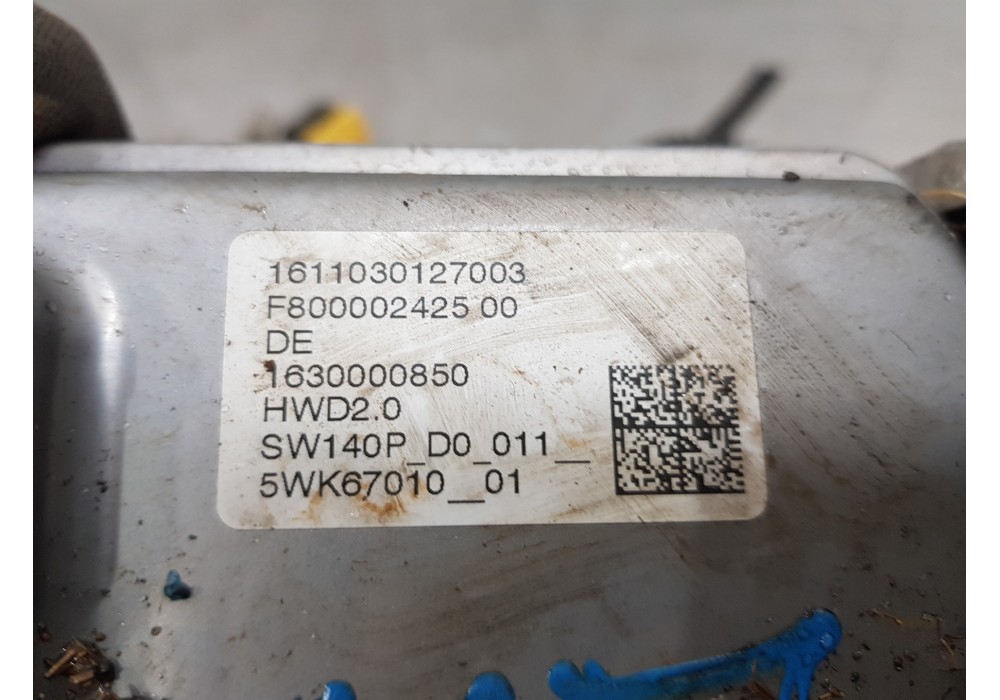 1611030127003
F800002425 00
DE
1630000850
HWD2.0
SW140P_D0_011__
5WK67010__01